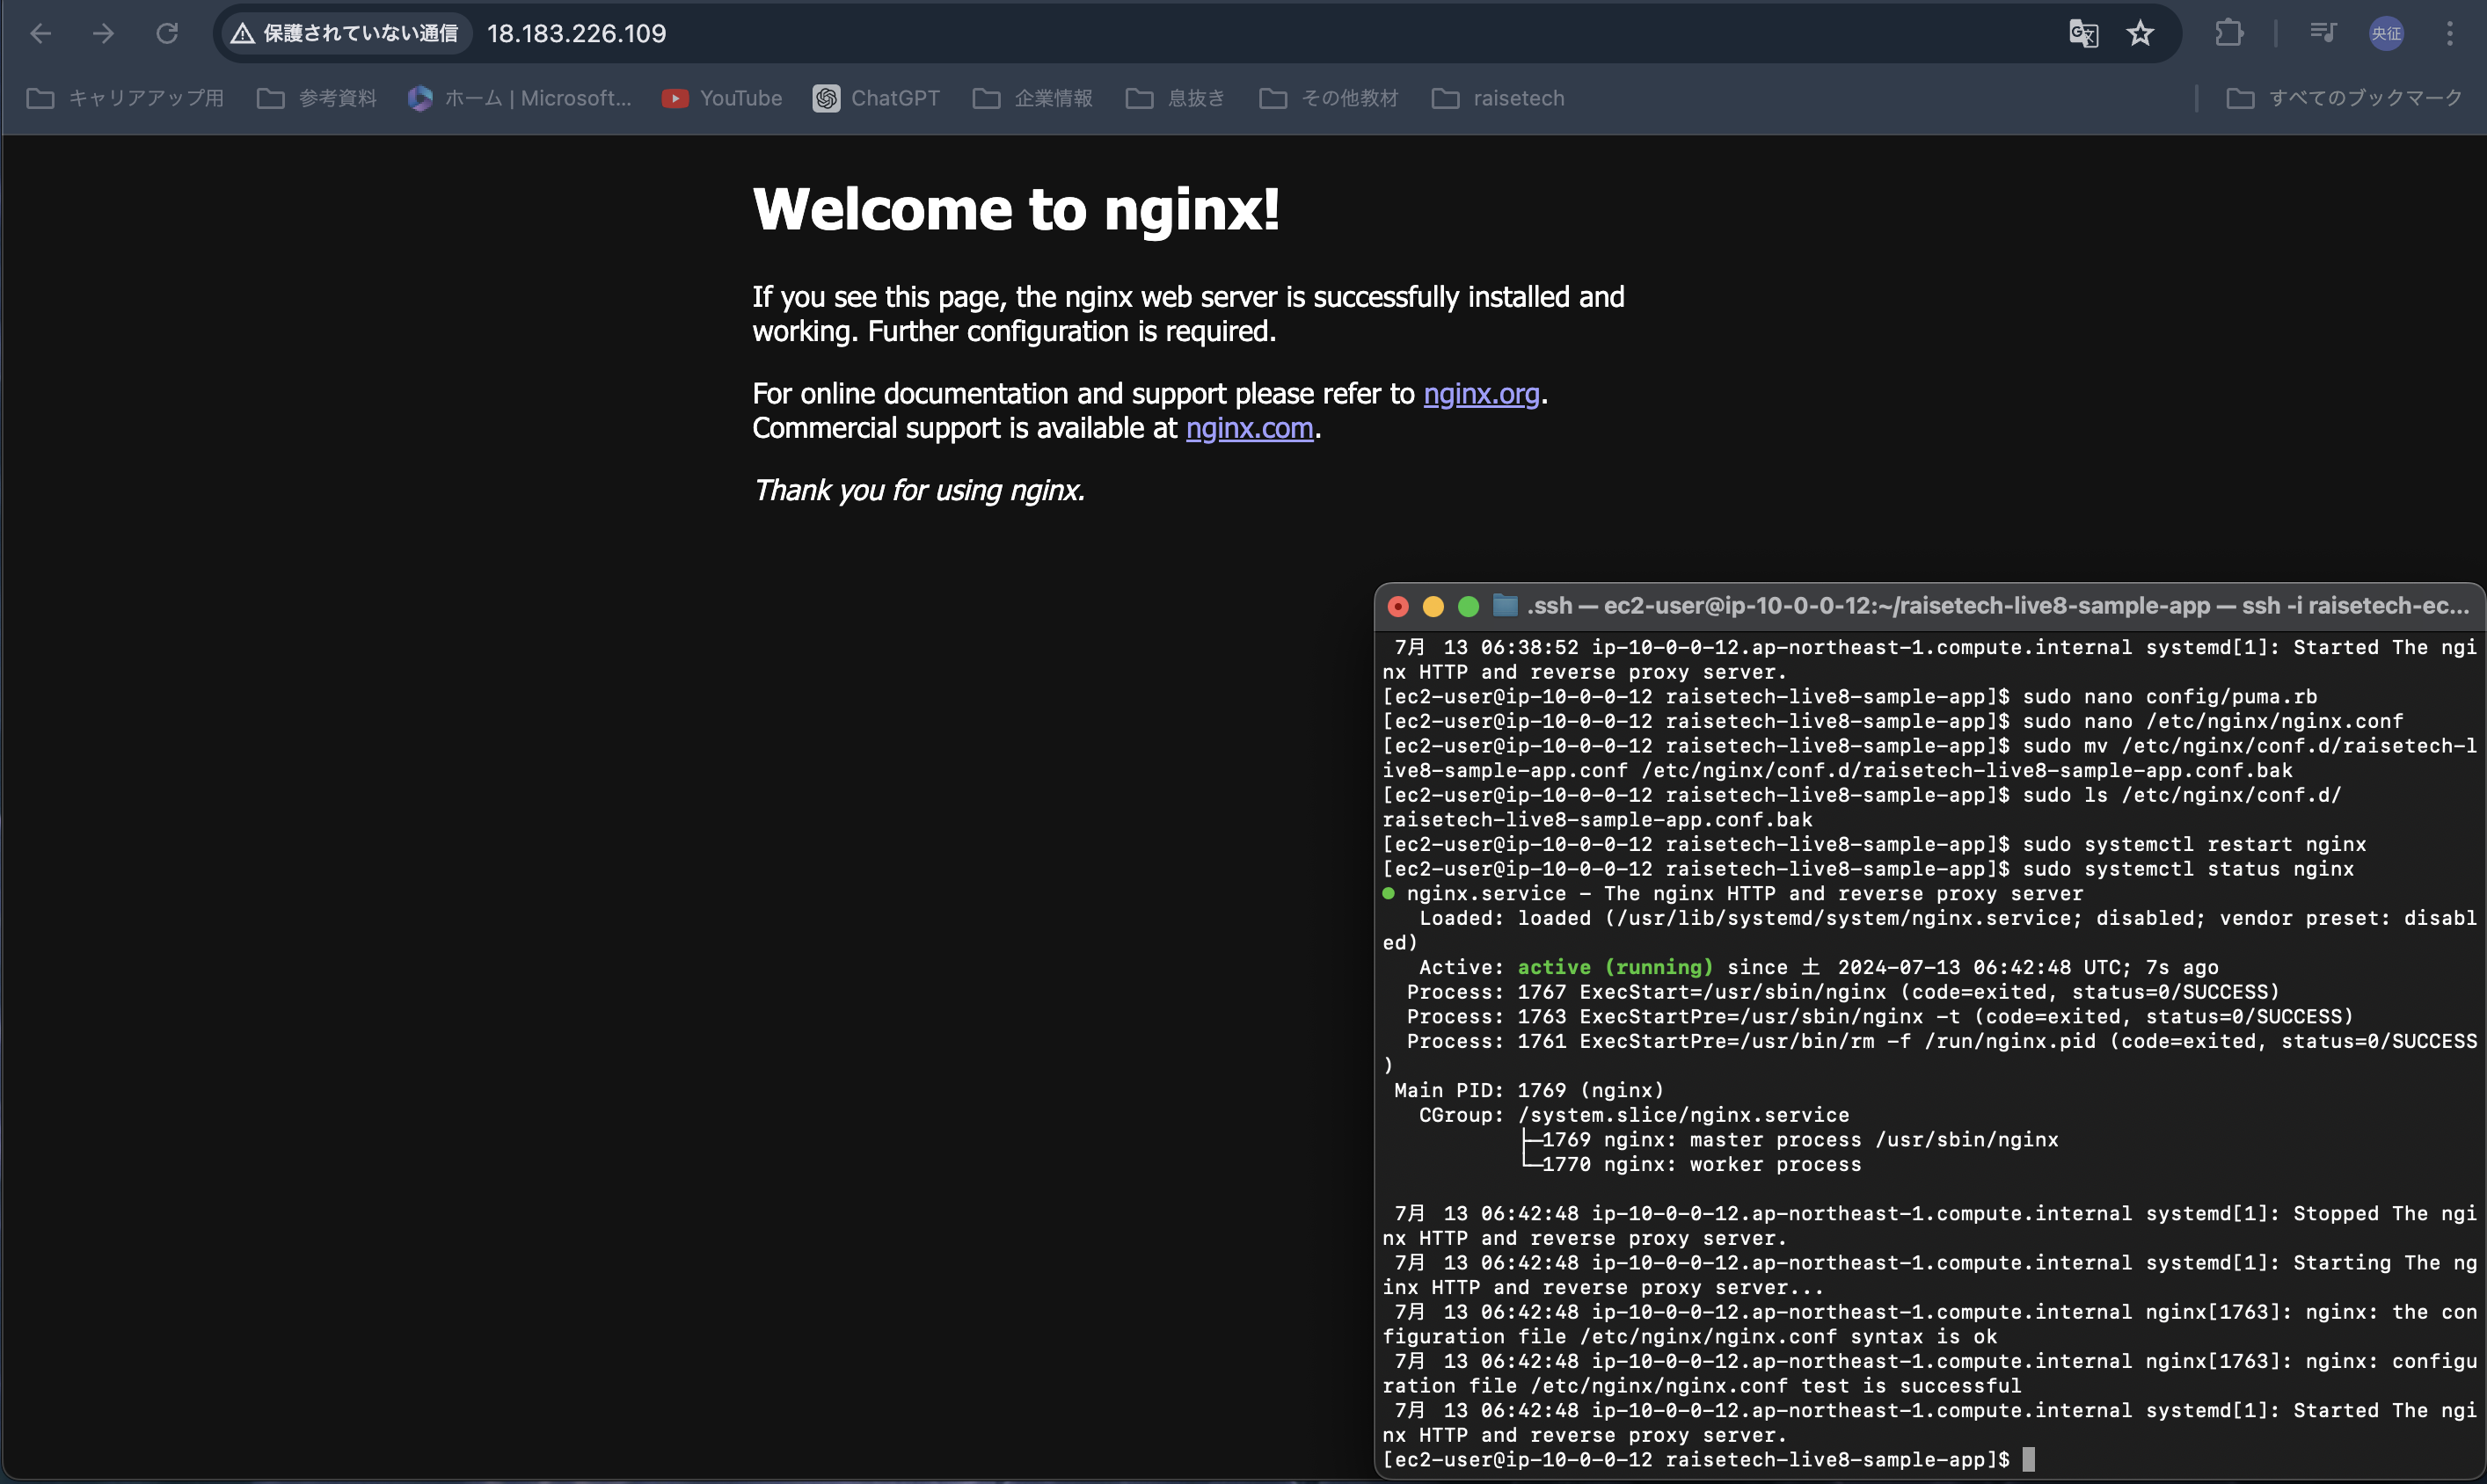 保護されていない通信 18.183.226.109 央征
キャリアアップ用 参考資料 ホーム | Microsoft... YouTube ChatGPT 企業情報 息抜き その他教材 raisetech すべてのブックマーク
Welcome to nginx!
If you see this page, the nginx web server is successfully installed and
working. Further configuration is required.
For online documentation and support please refer to nginx.org.
Commercial support is available at nginx.com.
Thank you for using nginx.
.ssh — ec2-user@ip-10-0-0-12:~/raisetech-live8-sample-app — ssh -i raisetech-ec...
7月 13 06:38:52 ip-10-0-0-12.ap-northeast-1.compute.internal systemd[1]: Started The ngi
nx HTTP and reverse proxy server.
[ec2-user@ip-10-0-0-12 raisetech-live8-sample-app]$ sudo nano config/puma.rb
[ec2-user@ip-10-0-0-12 raisetech-live8-sample-app]$ sudo nano /etc/nginx/nginx.conf
[ec2-user@ip-10-0-0-12 raisetech-live8-sample-app]$ sudo mv /etc/nginx/conf.d/raisetech-l
ive8-sample-app.conf /etc/nginx/conf.d/raisetech-live8-sample-app.conf.bak
[ec2-user@ip-10-0-0-12 raisetech-live8-sample-app]$ sudo ls /etc/nginx/conf.d/
raisetech-live8-sample-app.conf.bak
[ec2-user@ip-10-0-0-12 raisetech-live8-sample-app]$ sudo systemctl restart nginx
[ec2-user@ip-10-0-0-12 raisetech-live8-sample-app]$ sudo systemctl status nginx
● nginx.service - The nginx HTTP and reverse proxy server
Loaded: loaded (/usr/lib/systemd/system/nginx.service; disabled; vendor preset: disabl
ed)
Active: active (running) since 土 2024-07-13 06:42:48 UTC; 7s ago
Process: 1767 ExecStart=/usr/sbin/nginx (code=exited, status=0/SUCCESS)
Process: 1763 ExecStartPre=/usr/sbin/nginx -t (code=exited, status=0/SUCCESS)
Process: 1761 ExecStartPre=/usr/bin/rm -f /run/nginx.pid (code=exited, status=0/SUCCESS
)
Main PID: 1769 (nginx)
CGroup: /system.slice/nginx.service
├─1769 nginx: master process /usr/sbin/nginx
└─1770 nginx: worker process
7月 13 06:42:48 ip-10-0-0-12.ap-northeast-1.compute.internal systemd[1]: Stopped The ngi
nx HTTP and reverse proxy server.
7月 13 06:42:48 ip-10-0-0-12.ap-northeast-1.compute.internal systemd[1]: Starting The ng
inx HTTP and reverse proxy server...
7月 13 06:42:48 ip-10-0-0-12.ap-northeast-1.compute.internal nginx[1763]: nginx: the con
figuration file /etc/nginx/nginx.conf syntax is ok
7月 13 06:42:48 ip-10-0-0-12.ap-northeast-1.compute.internal nginx[1763]: nginx: configu
ration file /etc/nginx/nginx.conf test is successful
7月 13 06:42:48 ip-10-0-0-12.ap-northeast-1.compute.internal systemd[1]: Started The ngi
nx HTTP and reverse proxy server.
[ec2-user@ip-10-0-0-12 raisetech-live8-sample-app]$